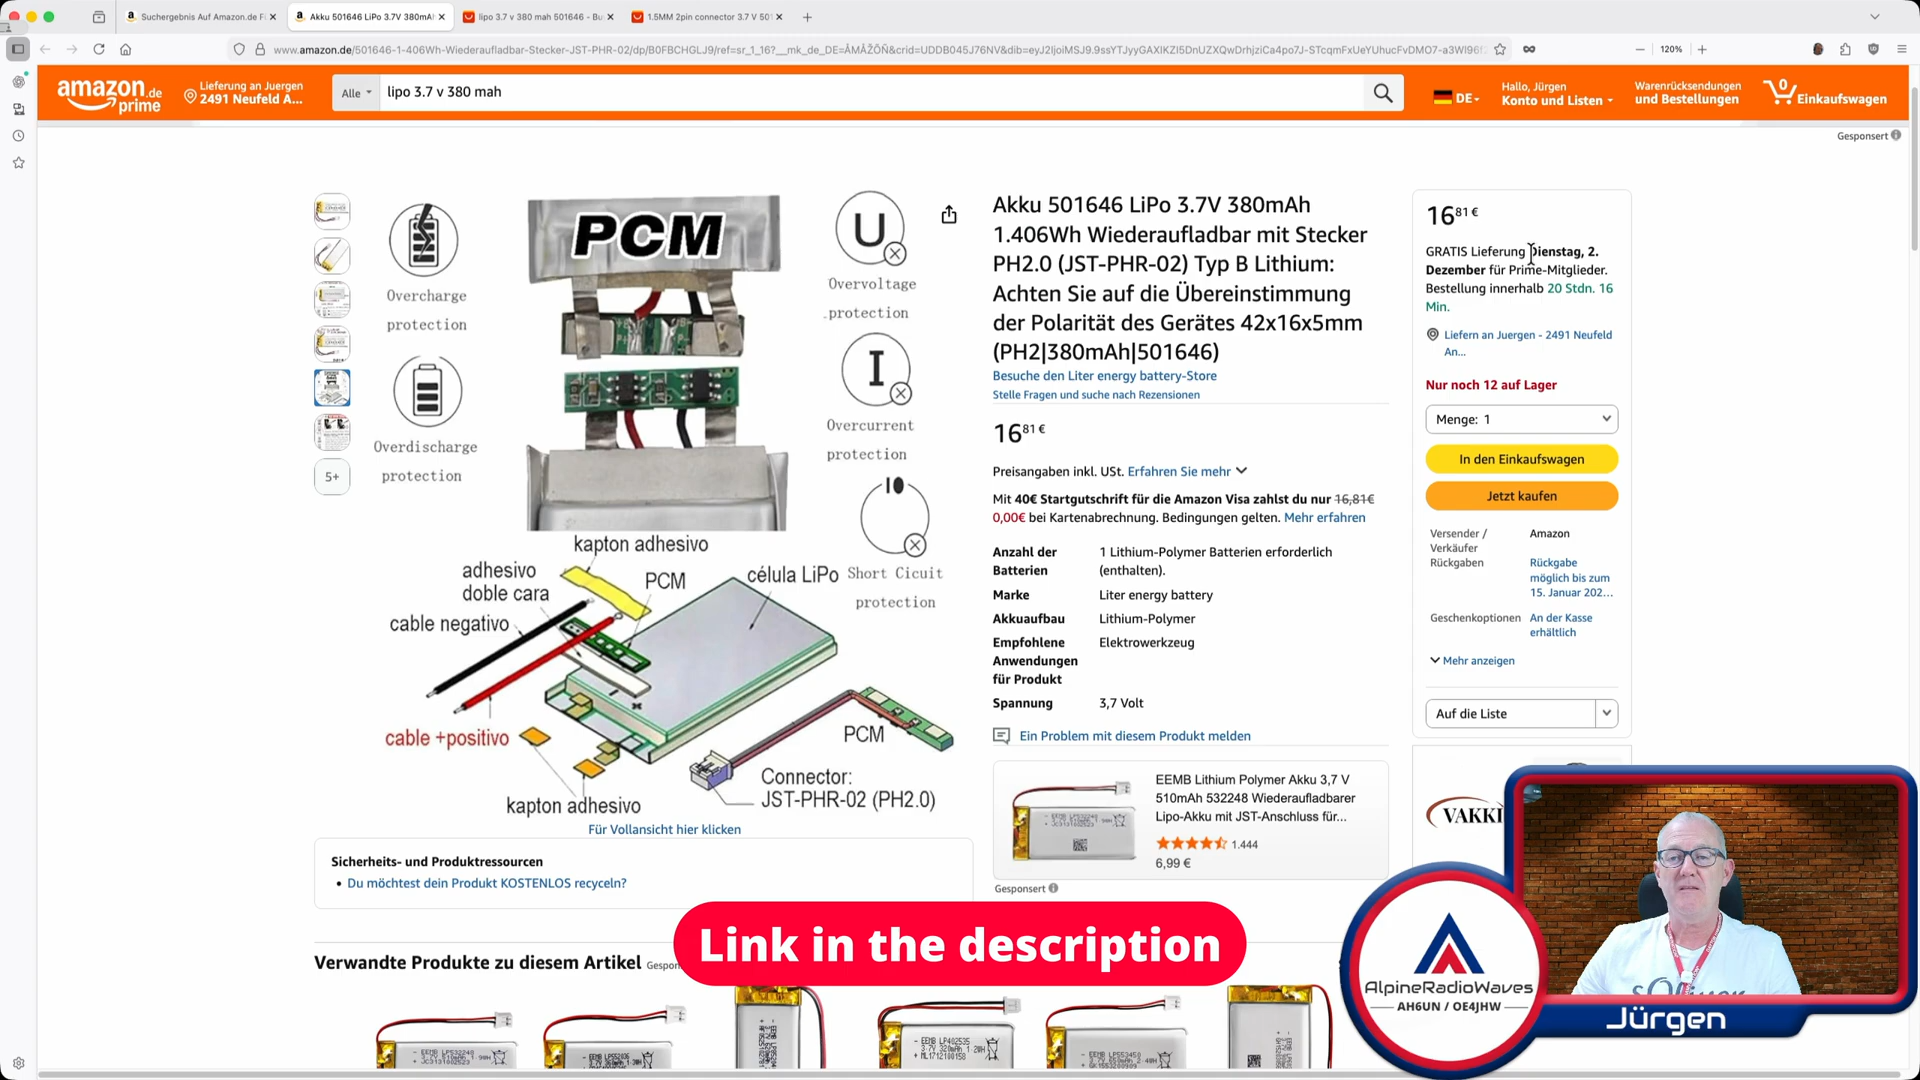 Suchergebnis Auf Amazon.de F
Akku 501646 LiPo 3.7V 380mAl
lipo 3.7 v 380 mah 501646 - Bu
1.5MM 2pin connector 3.7 V 501
120%
amazon.de
prime
Lieferung an Juergen
2491 Neufeld A...
Alle
lipo 3.7 v 380 mah
DE
Hallo, Jürgen
Konto und Listen
Warenrücksendungen
und Bestellungen
0
Einkaufswagen
Gesponsert
Overcharge
protection
Overdischarge
protection
PCM
U
Overvoltage
protection
I
Overcurrent
protection
Short Cicuit
protection
kapton adhesivo
adhesivo
doble cara
PCM
célula LiPo
cable negativo
cable +positivo
kapton adhesivo
PCM
Connector:
JST-PHR-02 (PH2.0)
5+
Für Vollansicht hier klicken
Sicherheits- und Produktressourcen
• Du möchtest dein Produkt KOSTENLOS recyceln?
Akku 501646 LiPo 3.7V 380mAh
1.406Wh Wiederaufladbar mit Stecker
PH2.0 (JST-PHR-02) Typ B Lithium:
Achten Sie auf die Übereinstimmung
der Polarität des Gerätes 42x16x5mm
(PH2|380mAh|501646)
Besuche den Liter energy battery-Store
Stelle Fragen und suche nach Rezensionen
16 81 €
Preisangaben inkl. USt. Erfahren Sie mehr
Mit 40€ Startgutschrift für die Amazon Visa zahlst du nur 16,81€
0,00€ bei Kartenabrechnung. Bedingungen gelten. Mehr erfahren
Anzahl der Batterien 1 Lithium-Polymer Batterien erforderlich (enthalten).
Marke Liter energy battery
Akkuaufbau Lithium-Polymer
Empfohlene Anwendungen für Produkt Elektrowerkzeug
Spannung 3,7 Volt
Ein Problem mit diesem Produkt melden
EEMB Lithium Polymer Akku 3,7 V
510mAh 532248 Wiederaufladbarer
Lipo-Akku mit JST-Anschluss für...
1.444
6,99 €
Gesponsert
16 81 €
GRATIS Lieferung Dienstag, 2.
Dezember für Prime-Mitglieder.
Bestellung innerhalb 20 Stdn. 16
Min.
Liefern an Juergen - 2491 Neufeld
An...
Nur noch 12 auf Lager
Menge: 1
In den Einkaufswagen
Jetzt kaufen
Versender / Verkäufer Amazon
Rückgaben Rückgabe
möglich bis zum
15. Januar 202...
Geschenkoptionen An der Kasse
erhältlich
Mehr anzeigen
Auf die Liste
VAKKI
Verwandte Produkte zu diesem Artikel
Link in the description
AlpineRadioWaves
AH6UN / OE4JHW
Jürgen